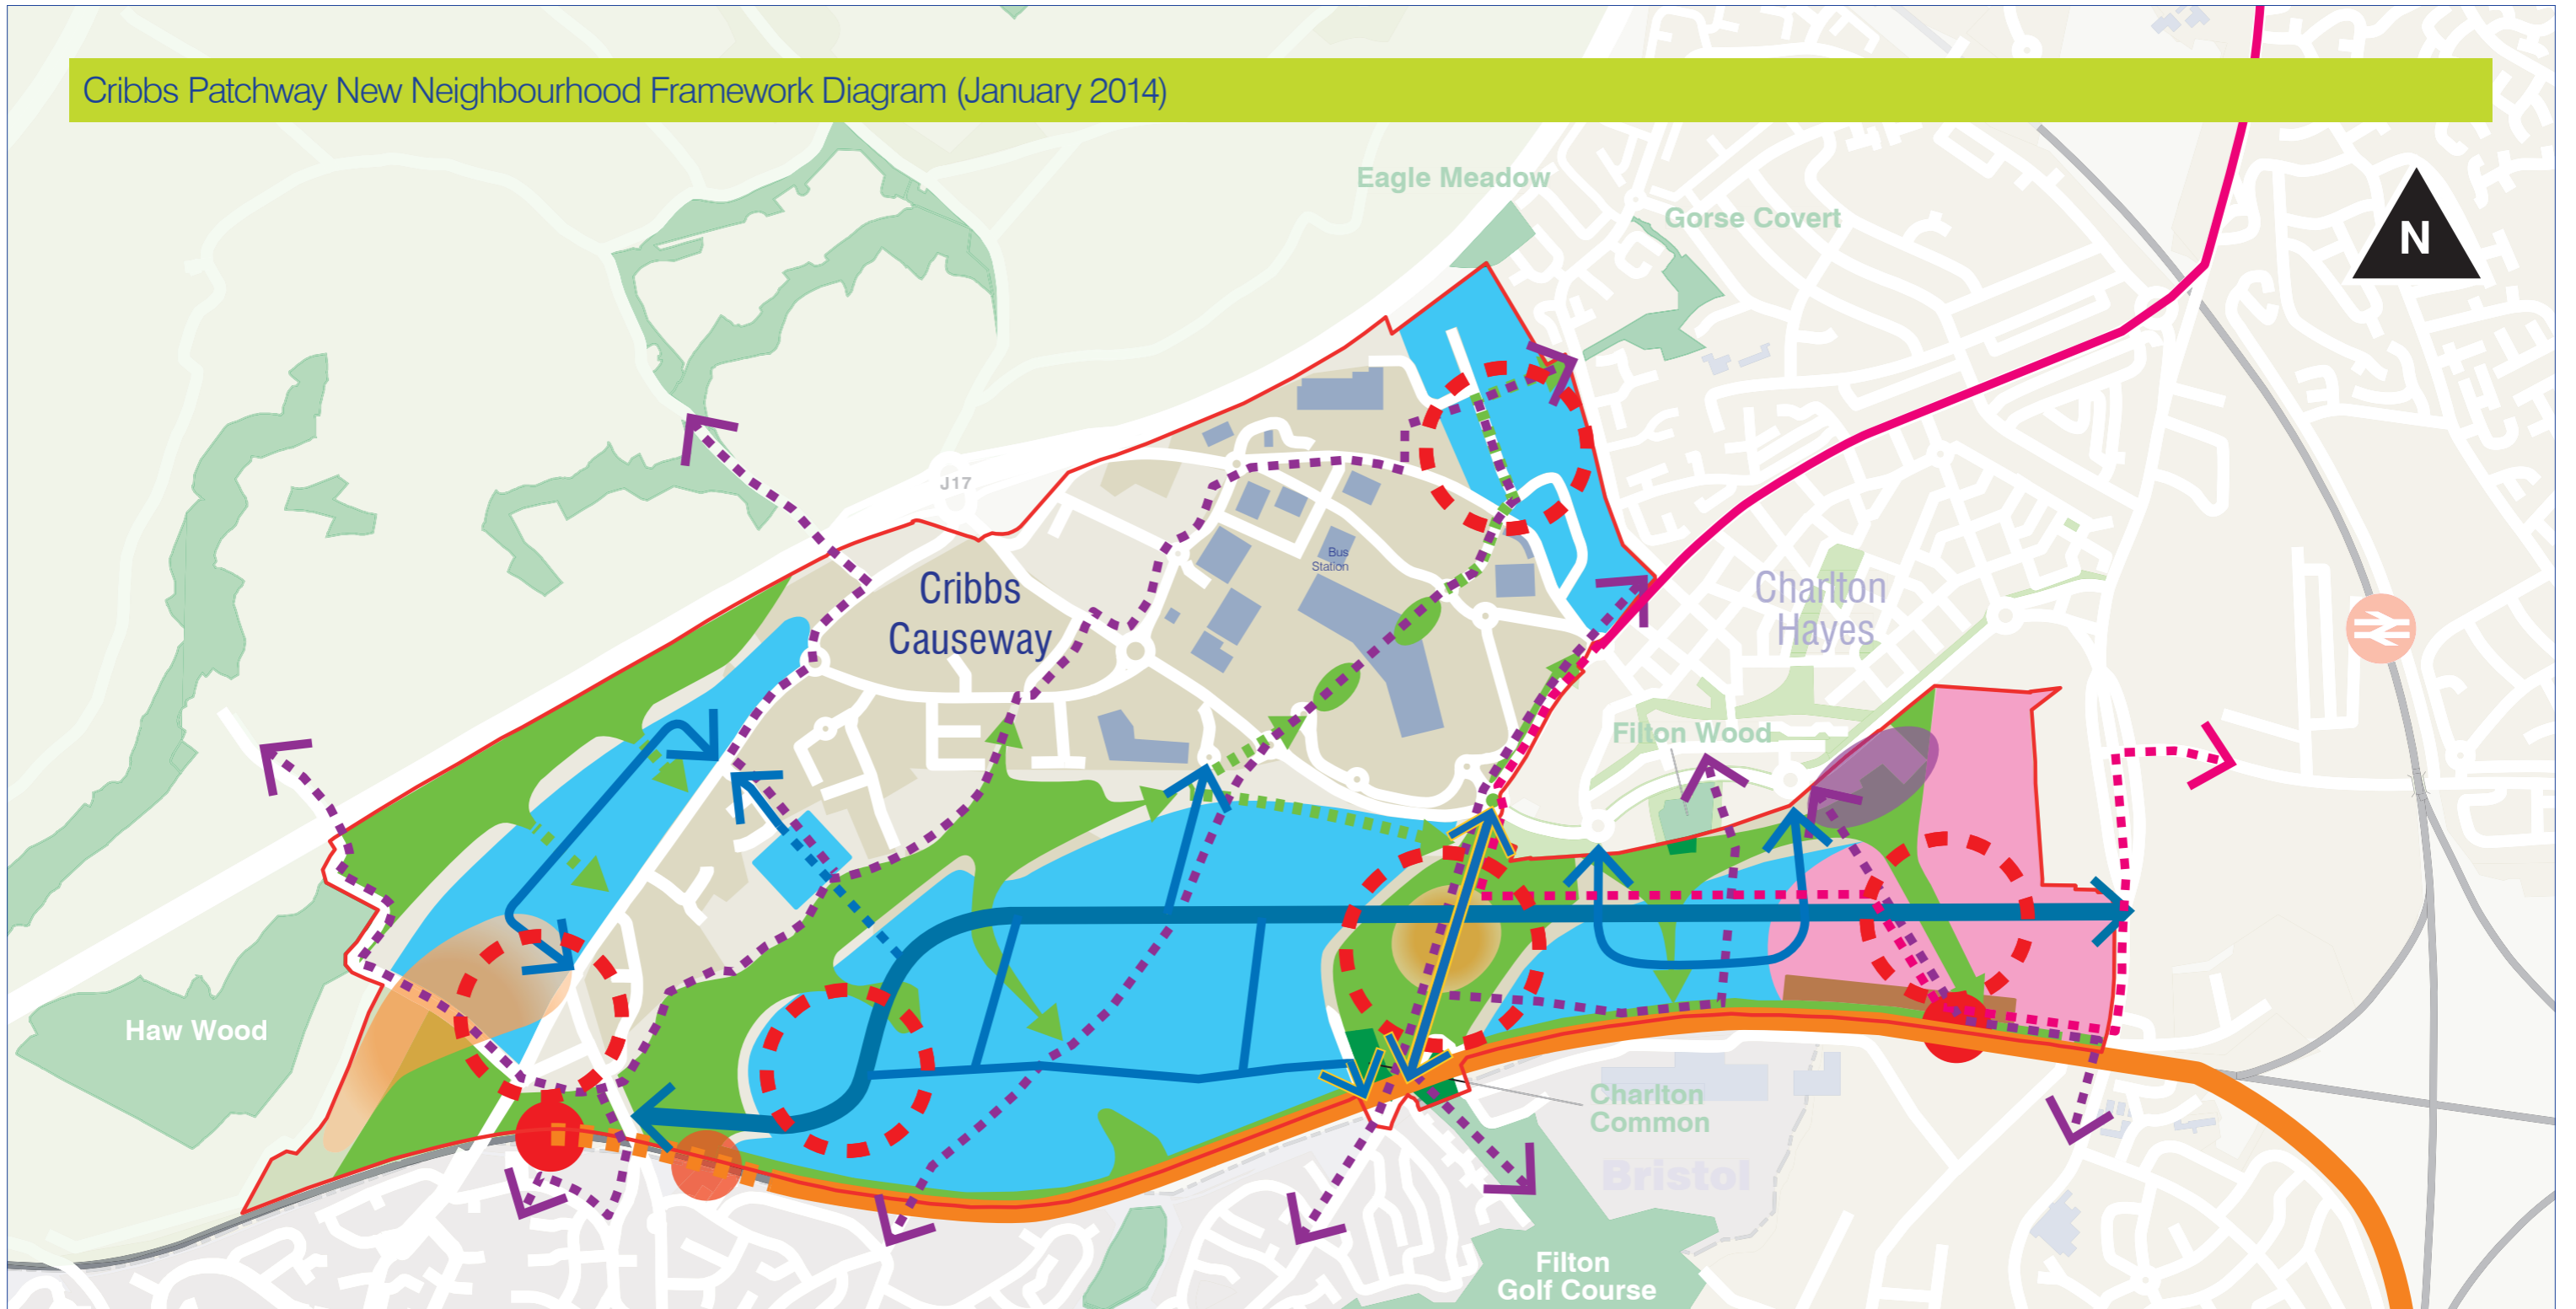 Cribbs Patchway New Neighbourhood Framework Diagram (January 2014)
Eagle Meadow
Gorse Covert
N
J17
Bus
Station
Cribbs
Causeway
Charlton
Hayes
Filton Wood
Haw Wood
Charlton
Common
Bristol
Filton
Golf Course